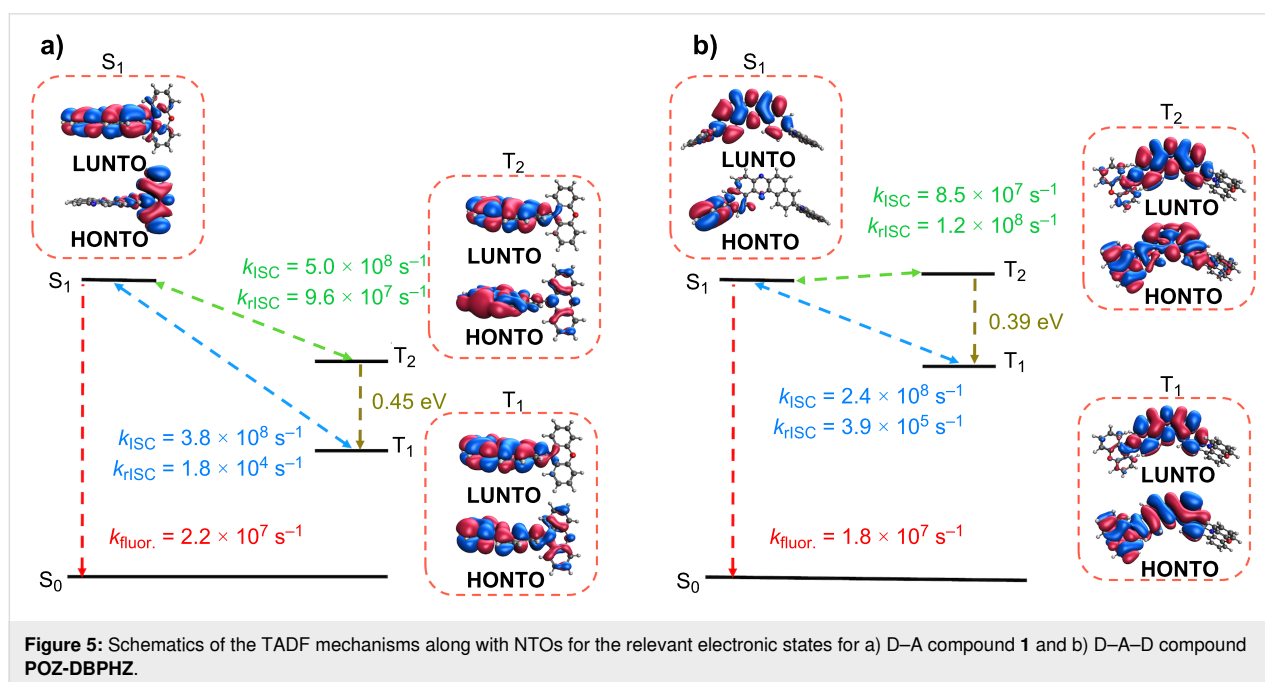 a)
S1
LUNTO
HONTO
T2
LUNTO
HONTO
kISC = 5.0 × 10^8 s^–1
krISC = 9.6 × 10^7 s^–1
S1
T2
0.45 eV
T1
kISC = 3.8 × 10^8 s^–1
krISC = 1.8 × 10^4 s^–1
T1
LUNTO
HONTO
kfluor. = 2.2 × 10^7 s^–1
S0
b)
S1
LUNTO
HONTO
T2
LUNTO
HONTO
kISC = 8.5 × 10^7 s^–1
krISC = 1.2 × 10^8 s^–1
S1
T2
0.39 eV
T1
kISC = 2.4 × 10^8 s^–1
krISC = 3.9 × 10^5 s^–1
T1
LUNTO
HONTO
kfluor. = 1.8 × 10^7 s^–1
S0
Figure 5: Schematics of the TADF mechanisms along with NTOs for the relevant electronic states for a) D–A compound 1 and b) D–A–D compound
POZ-DBPHZ.